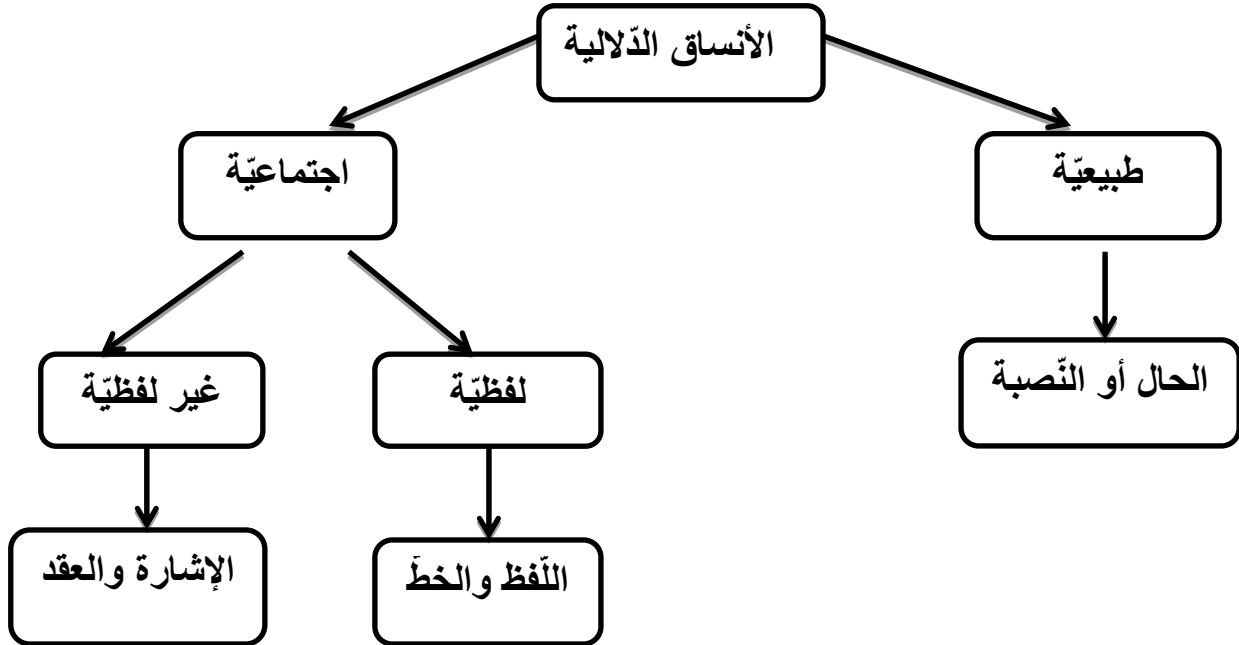 الأنساق الدّلالية
طبيعيّة
اجتماعيّة
الحال أو النّصبة
لفظيّة
غير لفظيّة
اللّفظ والخطّ
الإشارة والعقد